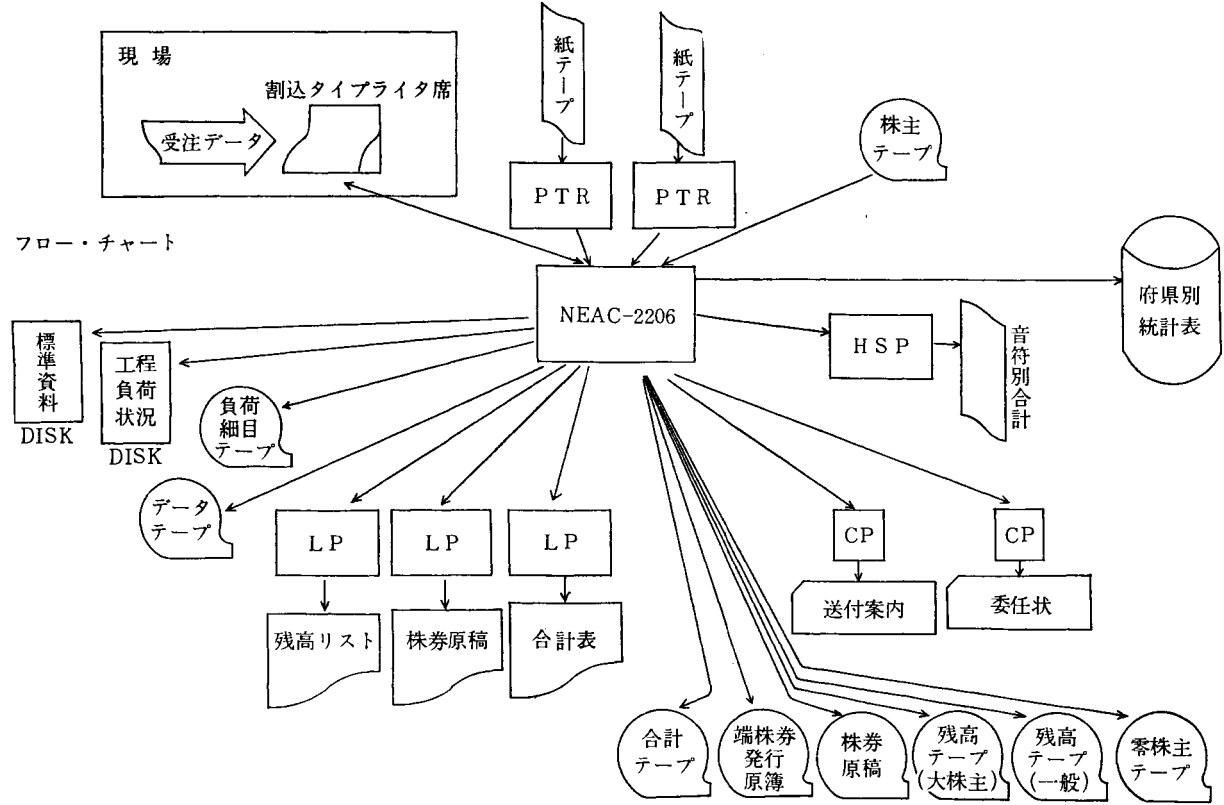 現場
割込タイプライタ席
受注データ
紙テープ
紙テープ
株主
テープ
PTR
PTR
フロー・チャート
NEAC-2206
府県別
統計表
HSP
音符別合計
標準資料
DISK
工程
負荷
状況
DISK
負荷
細目
テープ
データ
テープ
LP
LP
LP
CP
CP
残高リスト
株券原稿
合計表
送付案内
委任状
合計
テープ
端株券
発行
原簿
株券
原稿
残高
テープ
(大株主)
残高
テープ
(一般)
零株主
テープ